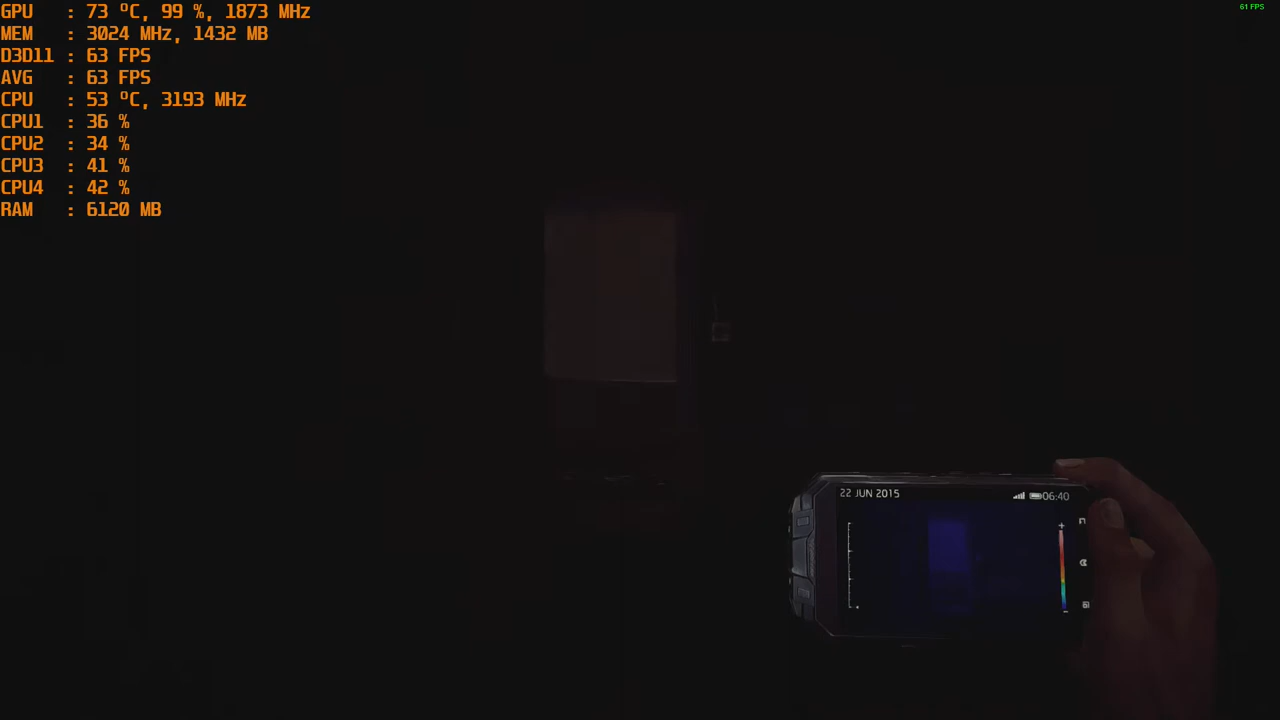 GPU : 73 ºC, 99 %, 1873 MHz
MEM : 3024 MHz, 1432 MB
D3D11 : 63 FPS
AVG : 63 FPS
CPU : 53 ºC, 3193 MHz
CPU1 : 36 %
CPU2 : 34 %
CPU3 : 41 %
CPU4 : 42 %
RAM : 6120 MB
61 FPS
22 JUN 2015 06:40